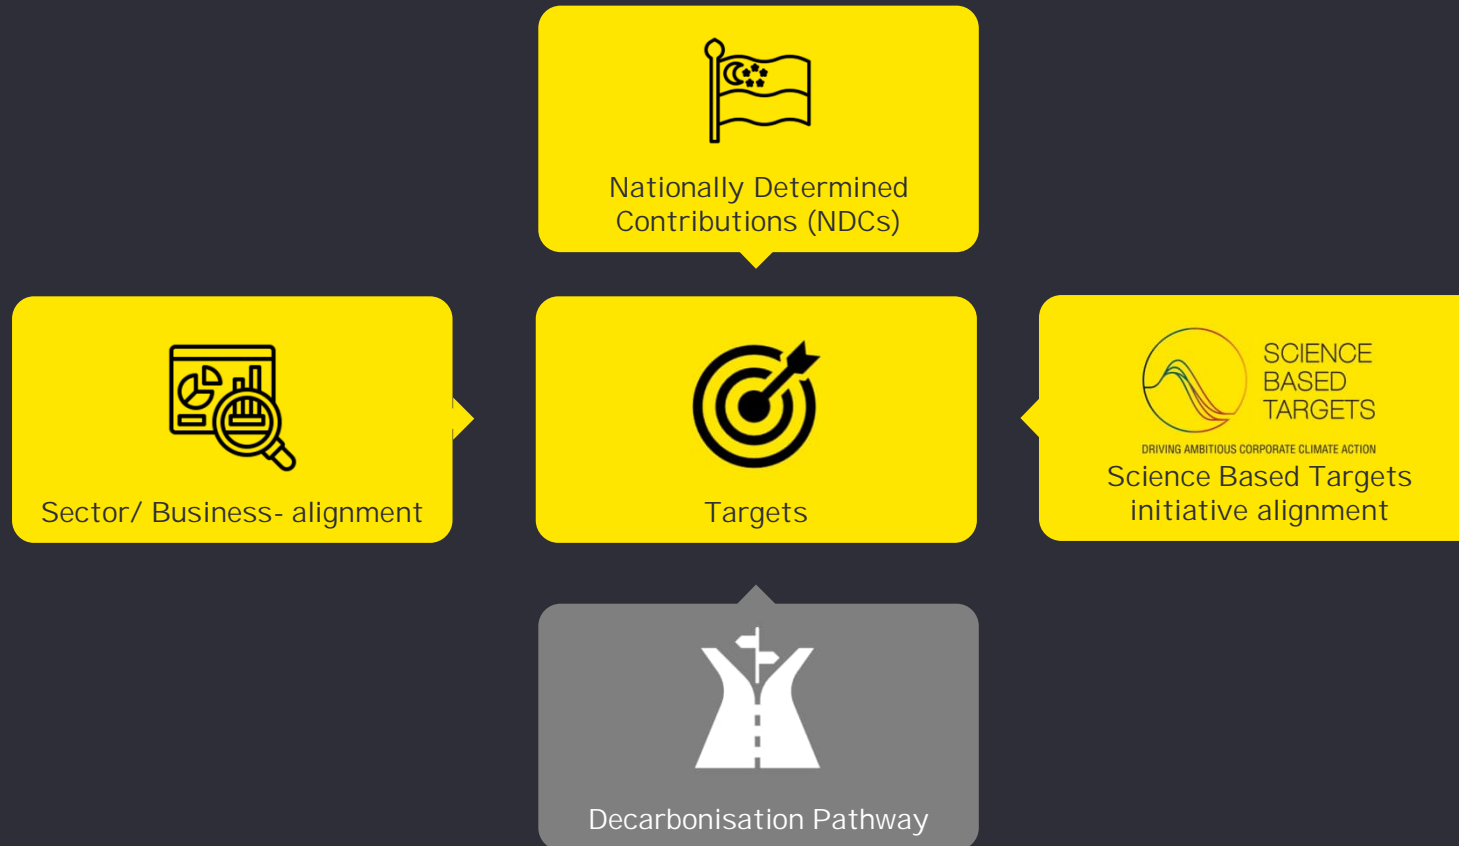 Nationally Determined
Contributions (NDCs)
Sector/ Business- alignment
Targets
SCIENCE
BASED
TARGETS
DRIVING AMBITIOUS CORPORATE CLIMATE ACTION
Science Based Targets
initiative alignment
Decarbonisation Pathway